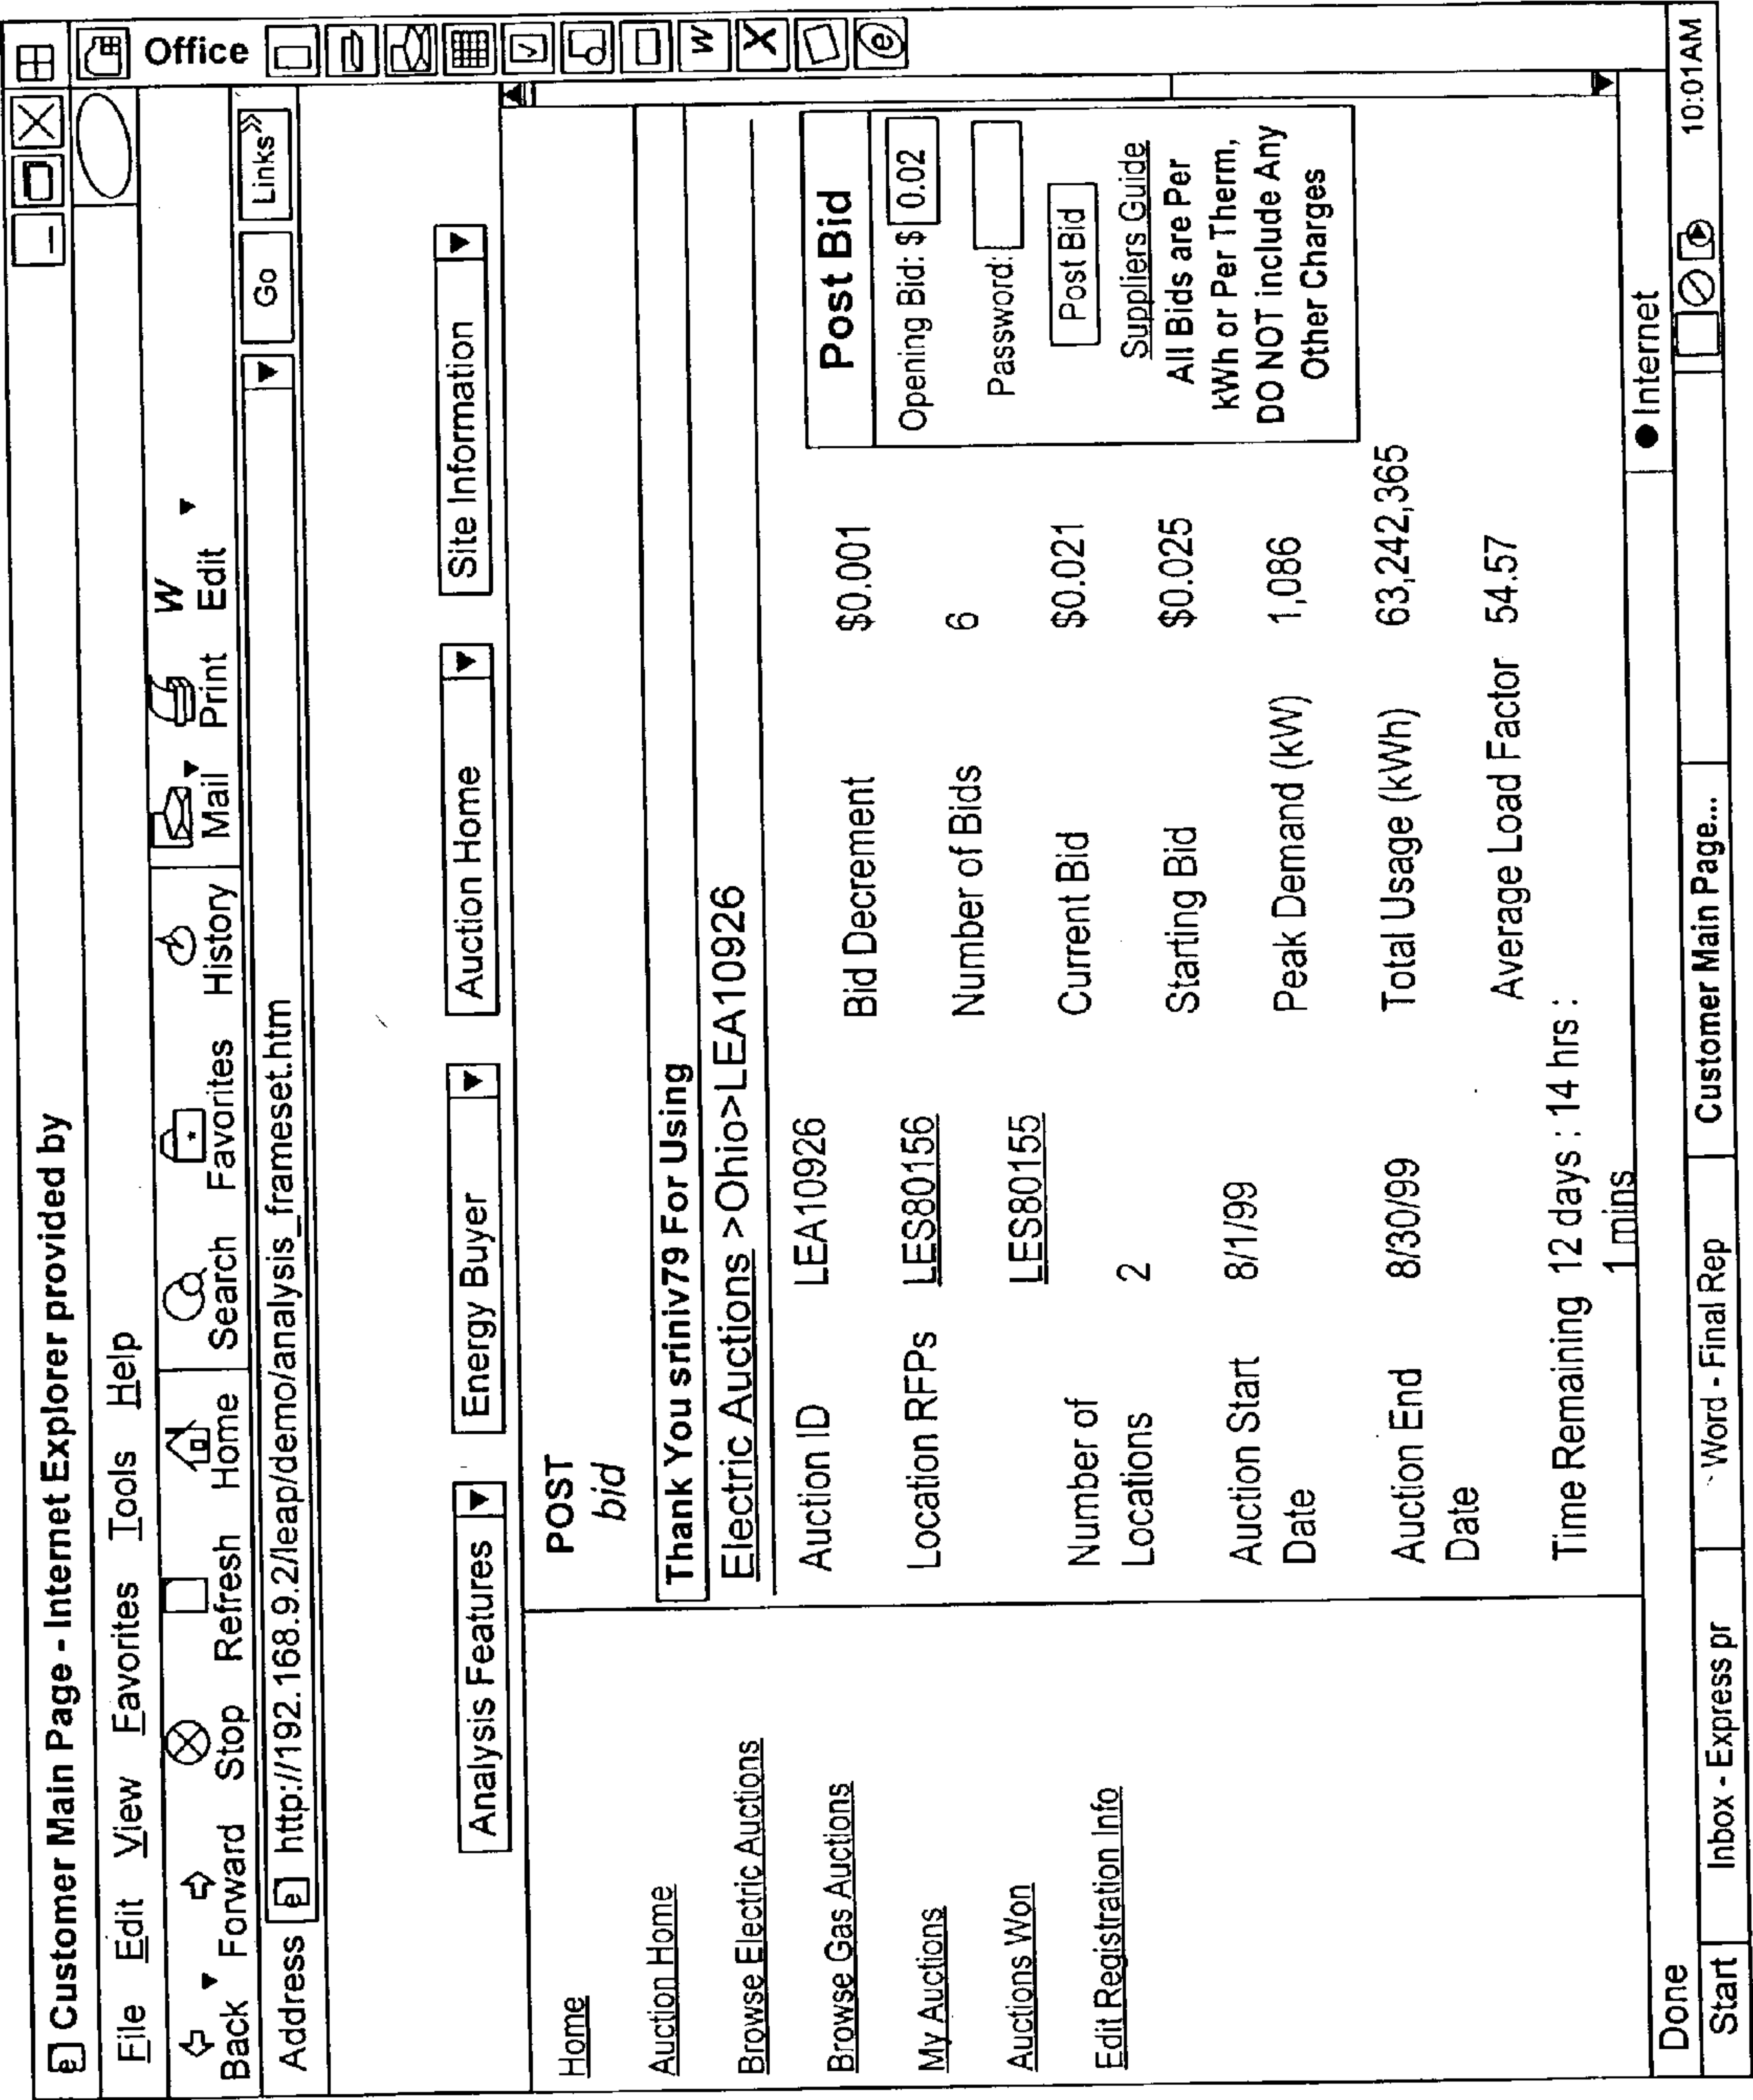 Customer Main Page - Internet Explorer provided by
File Edit View Favorites Tools Help
Back Forward Stop Refresh Home Search Favorites History Mail Print Edit
Address http://192.168.9.2/leap/demo/analysis_frameset.htm Go Links»
Office
Analysis Features Energy Buyer Auction Home Site Information
Home
Auction Home
Browse Electric Auctions
Browse Gas Auctions
My Auctions
Auctions Won
Edit Registration Info
POST
bid
Thank You sriniv79 For Using
Electric Auctions >Ohio>LEA10926
Auction ID LEA10926
Location RFPs LES80156
LES80155
Number of
Locations 2
Auction Start
Date 8/1/99
Auction End
Date 8/30/99
Time Remaining 12 days : 14 hrs :
1 mins
Bid Decrement $0.001
Number of Bids 6
Current Bid $0.021
Starting Bid $0.025
Peak Demand (kW) 1,086
Total Usage (kWh) 63,242,365
Average Load Factor 54.57
Post Bid
Opening Bid: $ 0.02
Password:
Post Bid
Suppliers Guide
All Bids are Per
kWh or Per Therm,
DO NOT include Any
Other Charges
Done Internet
Start Inbox - Express pr Word - Final Rep Customer Main Page... 10:01AM